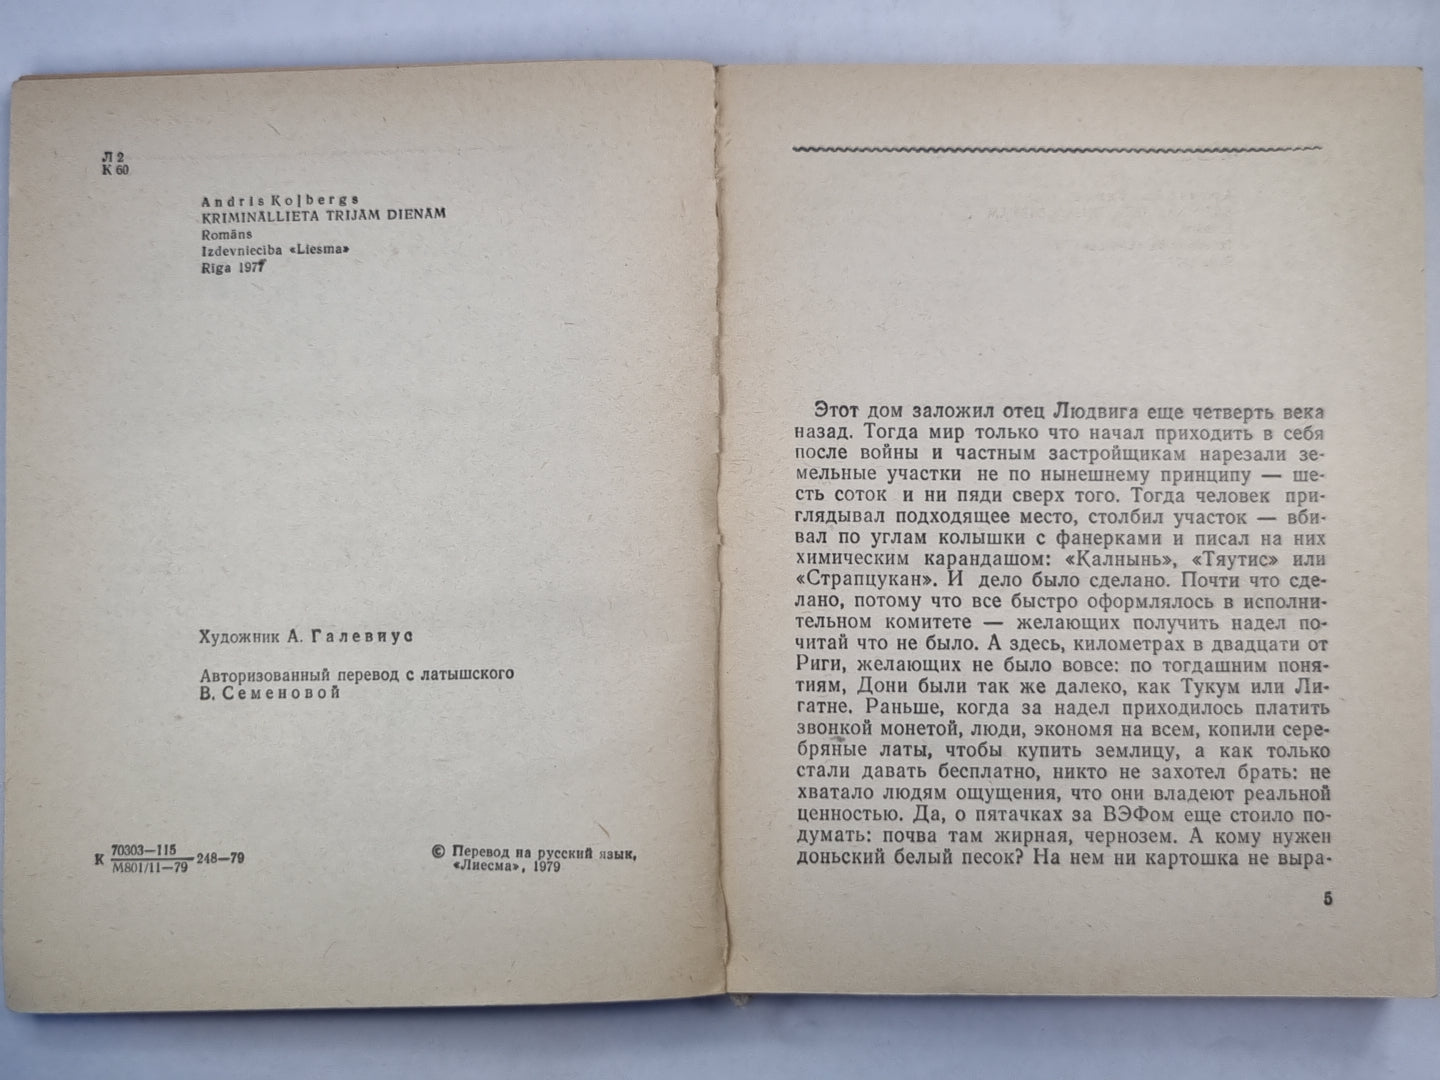 Л 2
К 60
Andris Kolbergs
KRIMINĀLLIETA TRIJĀM DIENĀM
Romāns
Izdevniecība «Liesma»
Rīgā 1977
Художник А. Галевиус
Авторизованный перевод с латышского
В. Семеновой
К 70303—115
М801/11—79 248—79
© Перевод на русский язык,
«Лиесма», 1979
Этот дом заложил отец Людвига еще четверть века
назад. Тогда мир только что начал приходить в себя
после войны и частным застройщикам нарезали зе-
мельные участки не по нынешнему принципу — ше-
сть соток и ни пяди сверх того. Тогда человек при-
глядывал подходящее место, столбил участок — вби-
вал по углам колышки с фанерками и писал на них
химическим карандашом: «Калнынь», «Тяутис» или
«Страпцукан». И дело было сделано. Почти что сде-
лано, потому что все быстро оформлялось в исполни-
тельном комитете — желающих получить надел по-
читай что не было. А здесь, километрах в двадцати от
Риги, желающих не было вовсе: по тогдашним поня-
тиям, Дони были так же далеко, как Тукум или Ли-
гатне. Раньше, когда за надел приходилось платить
звонкой монетой, люди, экономя на всем, копили сере-
бряные латы, чтобы купить землицу, а как только
стали давать бесплатно, никто не захотел брать: не
хватало людям ощущения, что они владеют реальной
ценностью. Да, о пятачках за ВЭФом еще стоило по-
думать: почва там жирная, чернозем. А кому нужен
доньский белый песок? На нем ни картошка не выра-
5